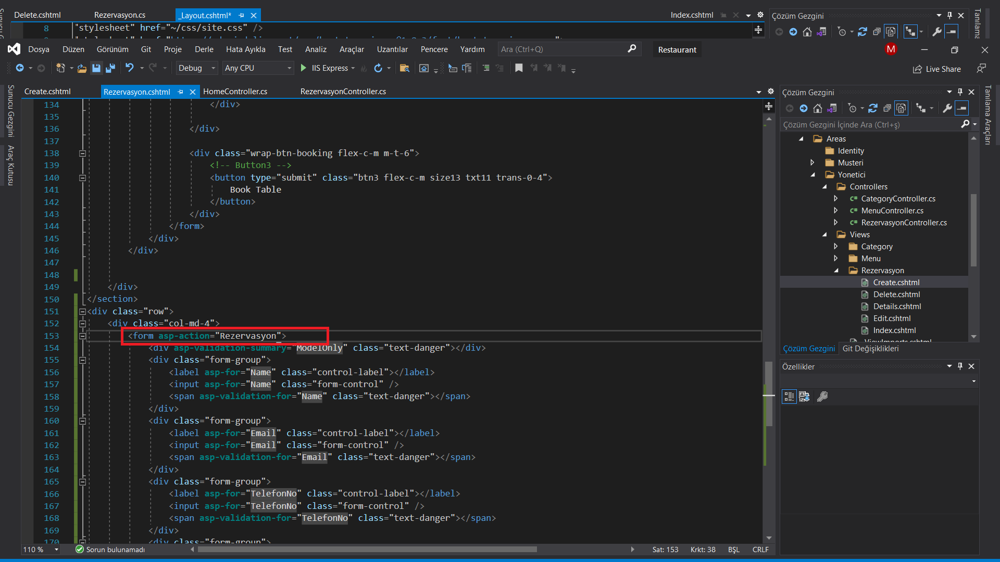 Delete.cshtml Rezervasyon.cs _Layout.cshtml* Index.cshtml Çözüm Gezgini
8 "stylesheet" href="~/css/site.css" />
Dosya Düzen Görünüm Git Proje Derle Hata Ayıkla Test Analiz Araçlar Uzantılar Pencere Yardım Ara (Ctrl+Q) Restaurant M
Debug Any CPU IIS Express Live Share
Create.cshtml Rezervasyon.cshtml HomeController.cs RezervasyonController.cs
Sunucu Gezgini
Araç Kutusu
134 </div>
135
136 </div>
137
138 <div class="wrap-btn-booking flex-c-m m-t-6">
139 <!-- Button3 -->
140 <button type="submit" class="btn3 flex-c-m size13 txt11 trans-0-4">
141 Book Table
142 </button>
143 </div>
144 </form>
145 </div>
146 </div>
147
148
149 </div>
150 </section>
151 <div class="row">
152 <div class="col-md-4">
153 <form asp-action="Rezervasyon">
154 <div asp-validation-summary="ModelOnly" class="text-danger"></div>
155 <div class="form-group">
156 <label asp-for="Name" class="control-label"></label>
157 <input asp-for="Name" class="form-control" />
158 <span asp-validation-for="Name" class="text-danger"></span>
159 </div>
160 <div class="form-group">
161 <label asp-for="Email" class="control-label"></label>
162 <input asp-for="Email" class="form-control" />
163 <span asp-validation-for="Email" class="text-danger"></span>
164 </div>
165 <div class="form-group">
166 <label asp-for="TelefonNo" class="control-label"></label>
167 <input asp-for="TelefonNo" class="form-control" />
168 <span asp-validation-for="TelefonNo" class="text-danger"></span>
169 </div>
170 <div class="form-group">
110 % Sorun bulunamadı Sat: 153 Krkt: 38 BŞL CRLF
Çözüm Gezgini
Çözüm Gezgini İçinde Ara (Ctrl+ş)
Areas
Identity
Musteri
Yonetici
Controllers
C# CategoryController.cs
C# MenuController.cs
C# RezervasyonController.cs
Views
Category
Menu
Rezervasyon
Create.cshtml
Delete.cshtml
Details.cshtml
Edit.cshtml
Index.cshtml
_ViewImports.cshtml
Çözüm Gezgini Git Değişiklikleri
Özellikler
Tanılama Araçları